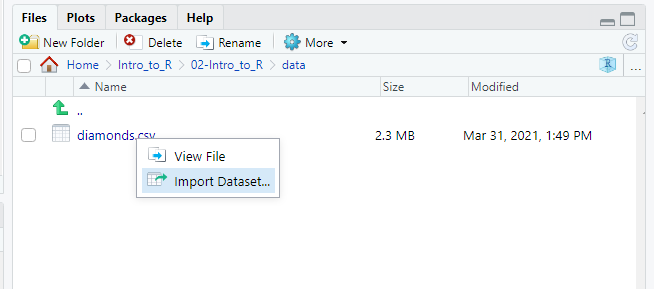 Files Plots Packages Help
New Folder Delete Rename More
Home Intro_to_R 02-Intro_to_R data R ...
Name Size Modified
..
diamonds.csv 2.3 MB Mar 31, 2021, 1:49 PM
View File
Import Dataset...